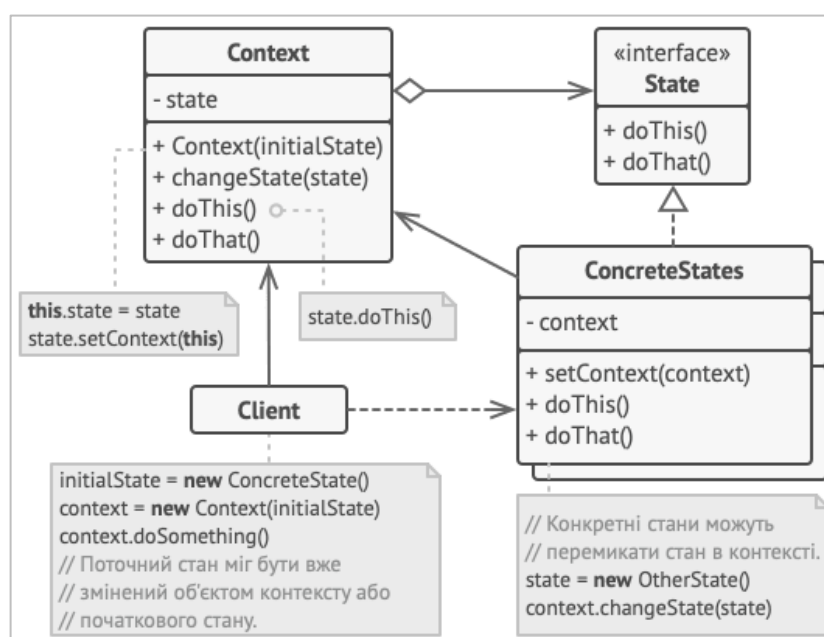 Context
- state
+ Context(initialState)
+ changeState(state)
+ doThis()
+ doThat()
«interface»
State
+ doThis()
+ doThat()
this.state = state
state.setContext(this)
state.doThis()
ConcreteStates
- context
+ setContext(context)
+ doThis()
+ doThat()
Client
initialState = new ConcreteState()
context = new Context(initialState)
context.doSomething()
// Поточний стан міг бути вже
// змінений об'єктом контексту або
// початкового стану.
// Конкретні стани можуть
// перемикати стан в контексті.
state = new OtherState()
context.changeState(state)